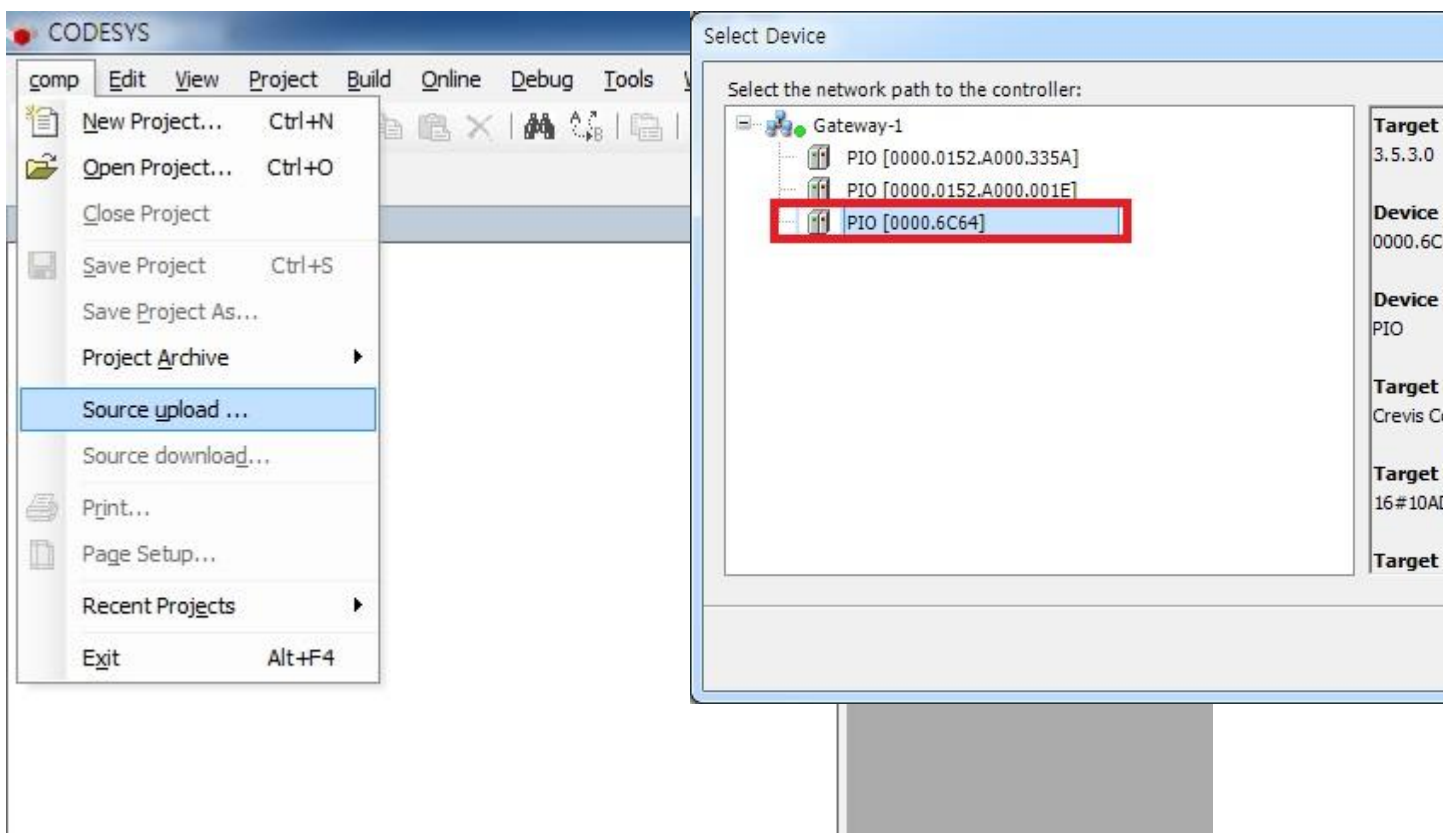 CODESYS
comp Edit View Project Build Online Debug Tools
New Project... Ctrl+N
Open Project... Ctrl+O
Close Project
Save Project Ctrl+S
Save Project As...
Project Archive
Source upload ...
Source download...
Print...
Page Setup...
Recent Projects
Exit Alt+F4
Select Device
Select the network path to the controller:
Gateway-1
PIO [0000.0152.A000.335A]
PIO [0000.0152.A000.001E]
PIO [0000.6C64]
Target
3.5.3.0
Device
0000.6C
Device
PIO
Target
Crevis Co
Target
16#10AD
Target